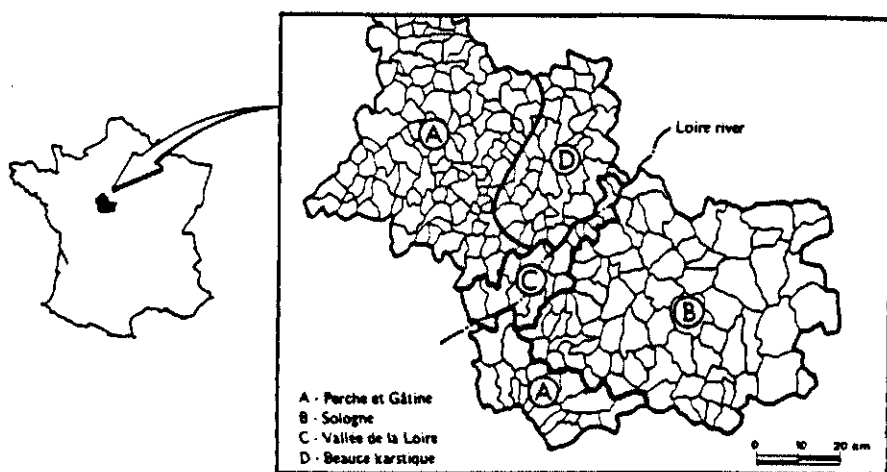 A
D
Loire river
C
B
A
A - Perche et Gâtine
B - Sologne
C - Vallée de la Loire
D - Beauce karstique
0 10 20 km